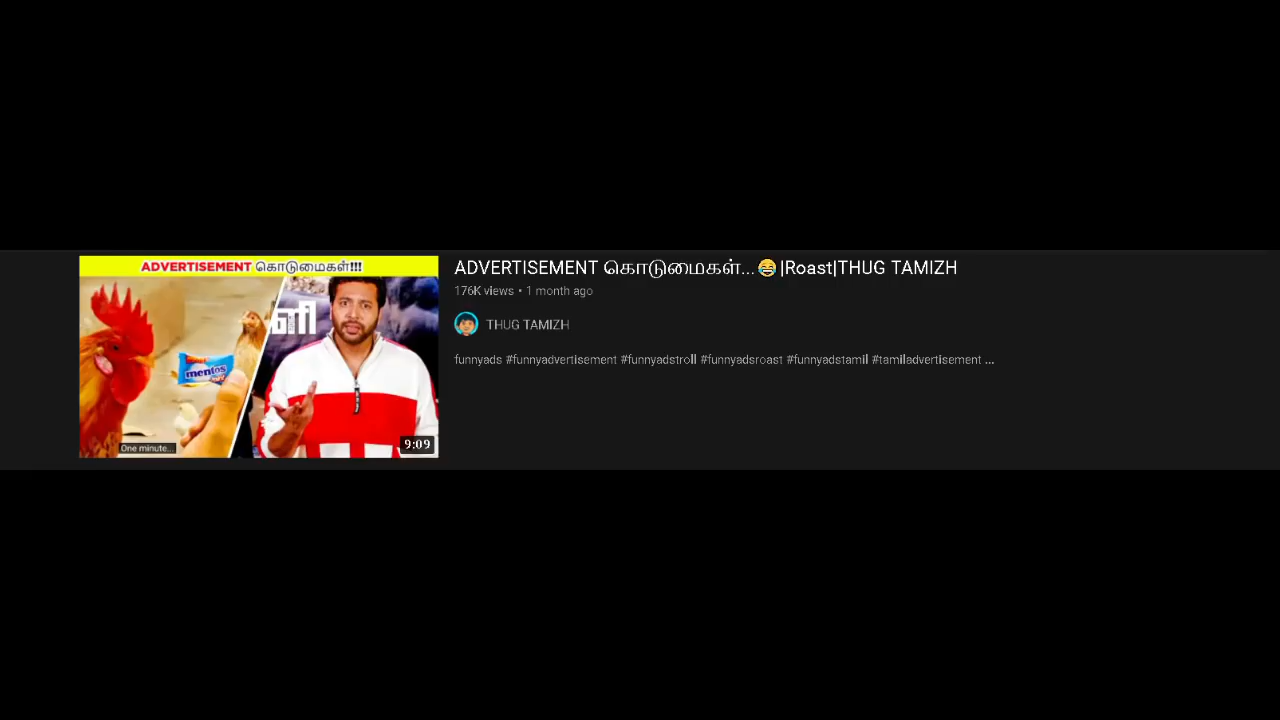 ADVERTISEMENT கொடுமைகள்!!!
ளி
mentos
One minute...
9:09
ADVERTISEMENT கொடுமைகள்...😂|Roast|THUG TAMIZH
176K views • 1 month ago
THUG TAMIZH
funnyads #funnyadvertisement #funnyadstroll #funnyadsroast #funnyadstamil #tamiladvertisement ...